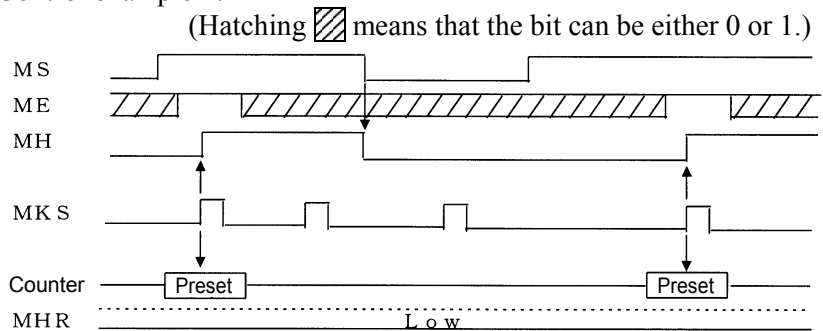 (Hatching means that the bit can be either 0 or 1.)
MS
ME
MH
MKS
Counter Preset Preset
MHR Low